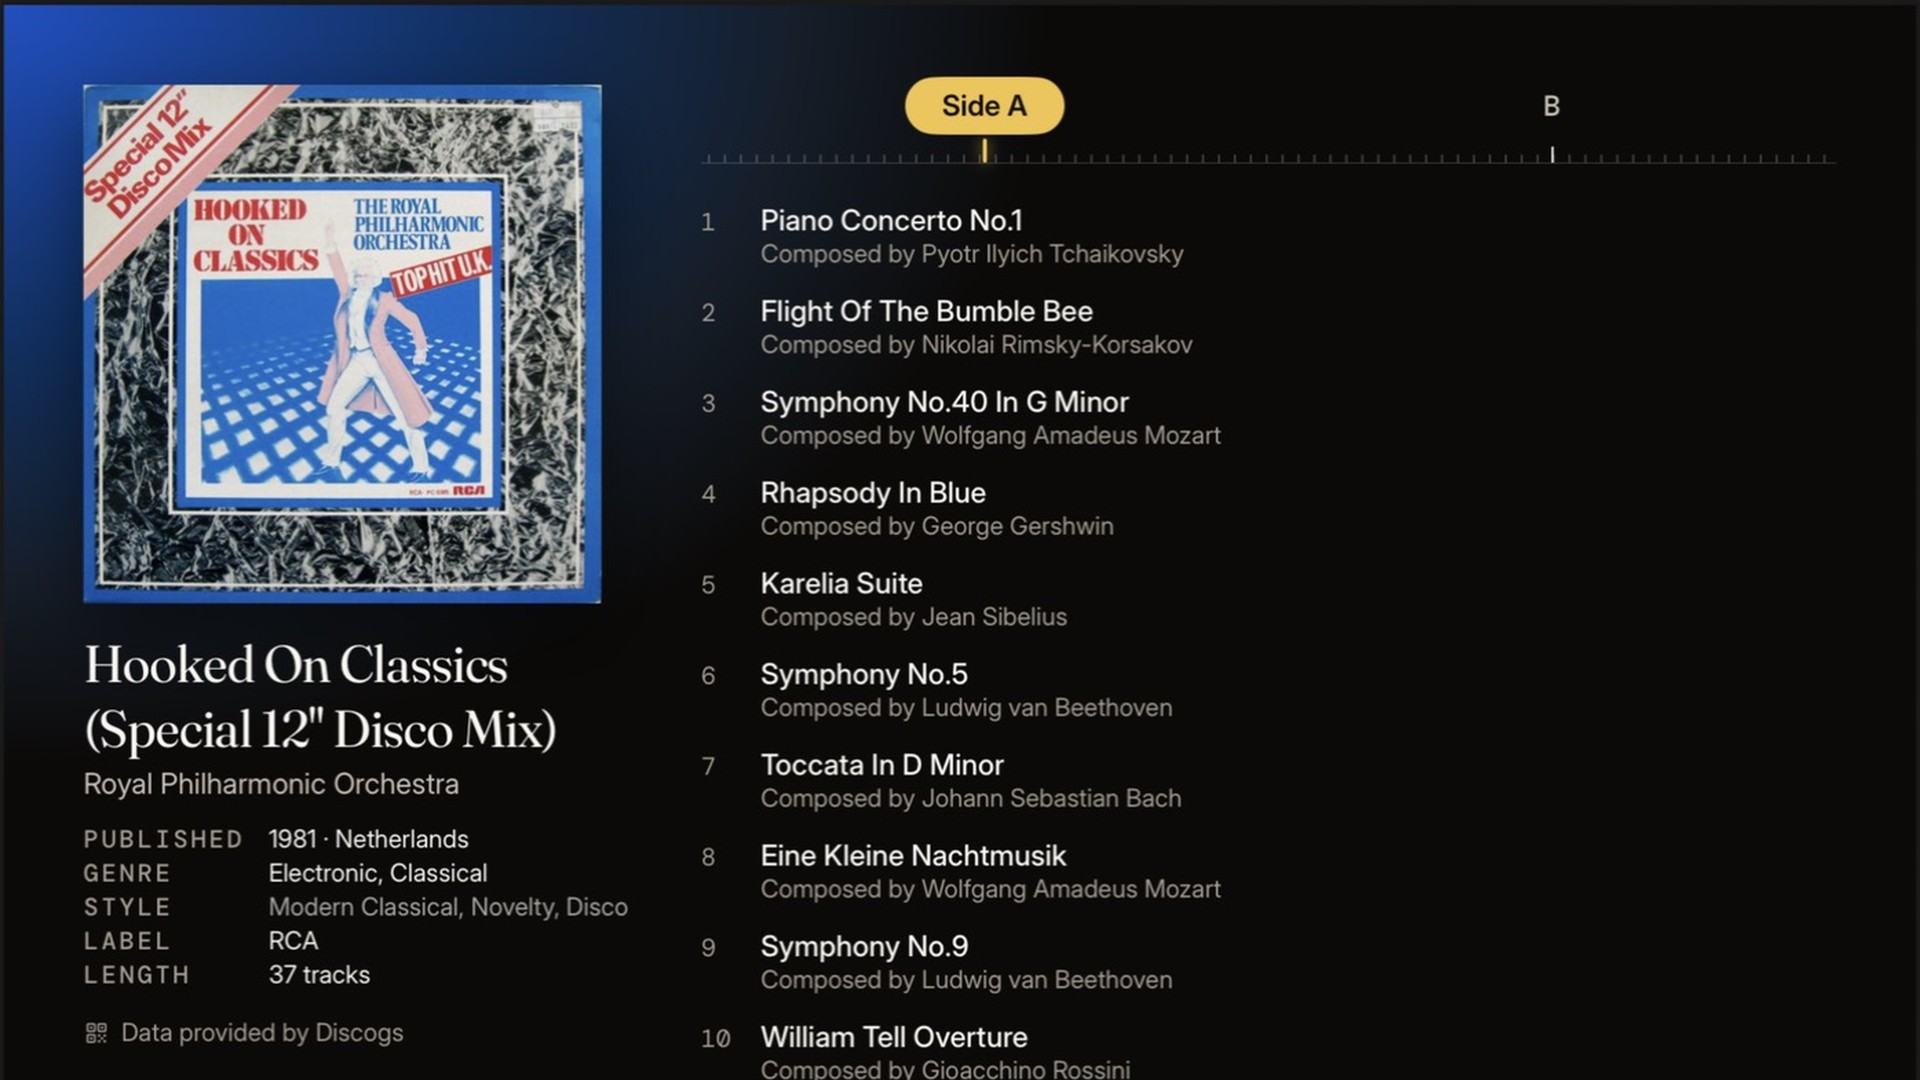 Special 12"
Disco Mix
HOOKED
ON
CLASSICS
THE ROYAL
PHILHARMONIC
ORCHESTRA
TOP HIT U.K.
RCA
Hooked On Classics
(Special 12" Disco Mix)
Royal Philharmonic Orchestra
PUBLISHED 1981 · Netherlands
GENRE Electronic, Classical
STYLE Modern Classical, Novelty, Disco
LABEL RCA
LENGTH 37 tracks
Data provided by Discogs
Side A B
1 Piano Concerto No.1
Composed by Pyotr Ilyich Tchaikovsky
2 Flight Of The Bumble Bee
Composed by Nikolai Rimsky-Korsakov
3 Symphony No.40 In G Minor
Composed by Wolfgang Amadeus Mozart
4 Rhapsody In Blue
Composed by George Gershwin
5 Karelia Suite
Composed by Jean Sibelius
6 Symphony No.5
Composed by Ludwig van Beethoven
7 Toccata In D Minor
Composed by Johann Sebastian Bach
8 Eine Kleine Nachtmusik
Composed by Wolfgang Amadeus Mozart
9 Symphony No.9
Composed by Ludwig van Beethoven
10 William Tell Overture
Composed by Gioacchino Rossini